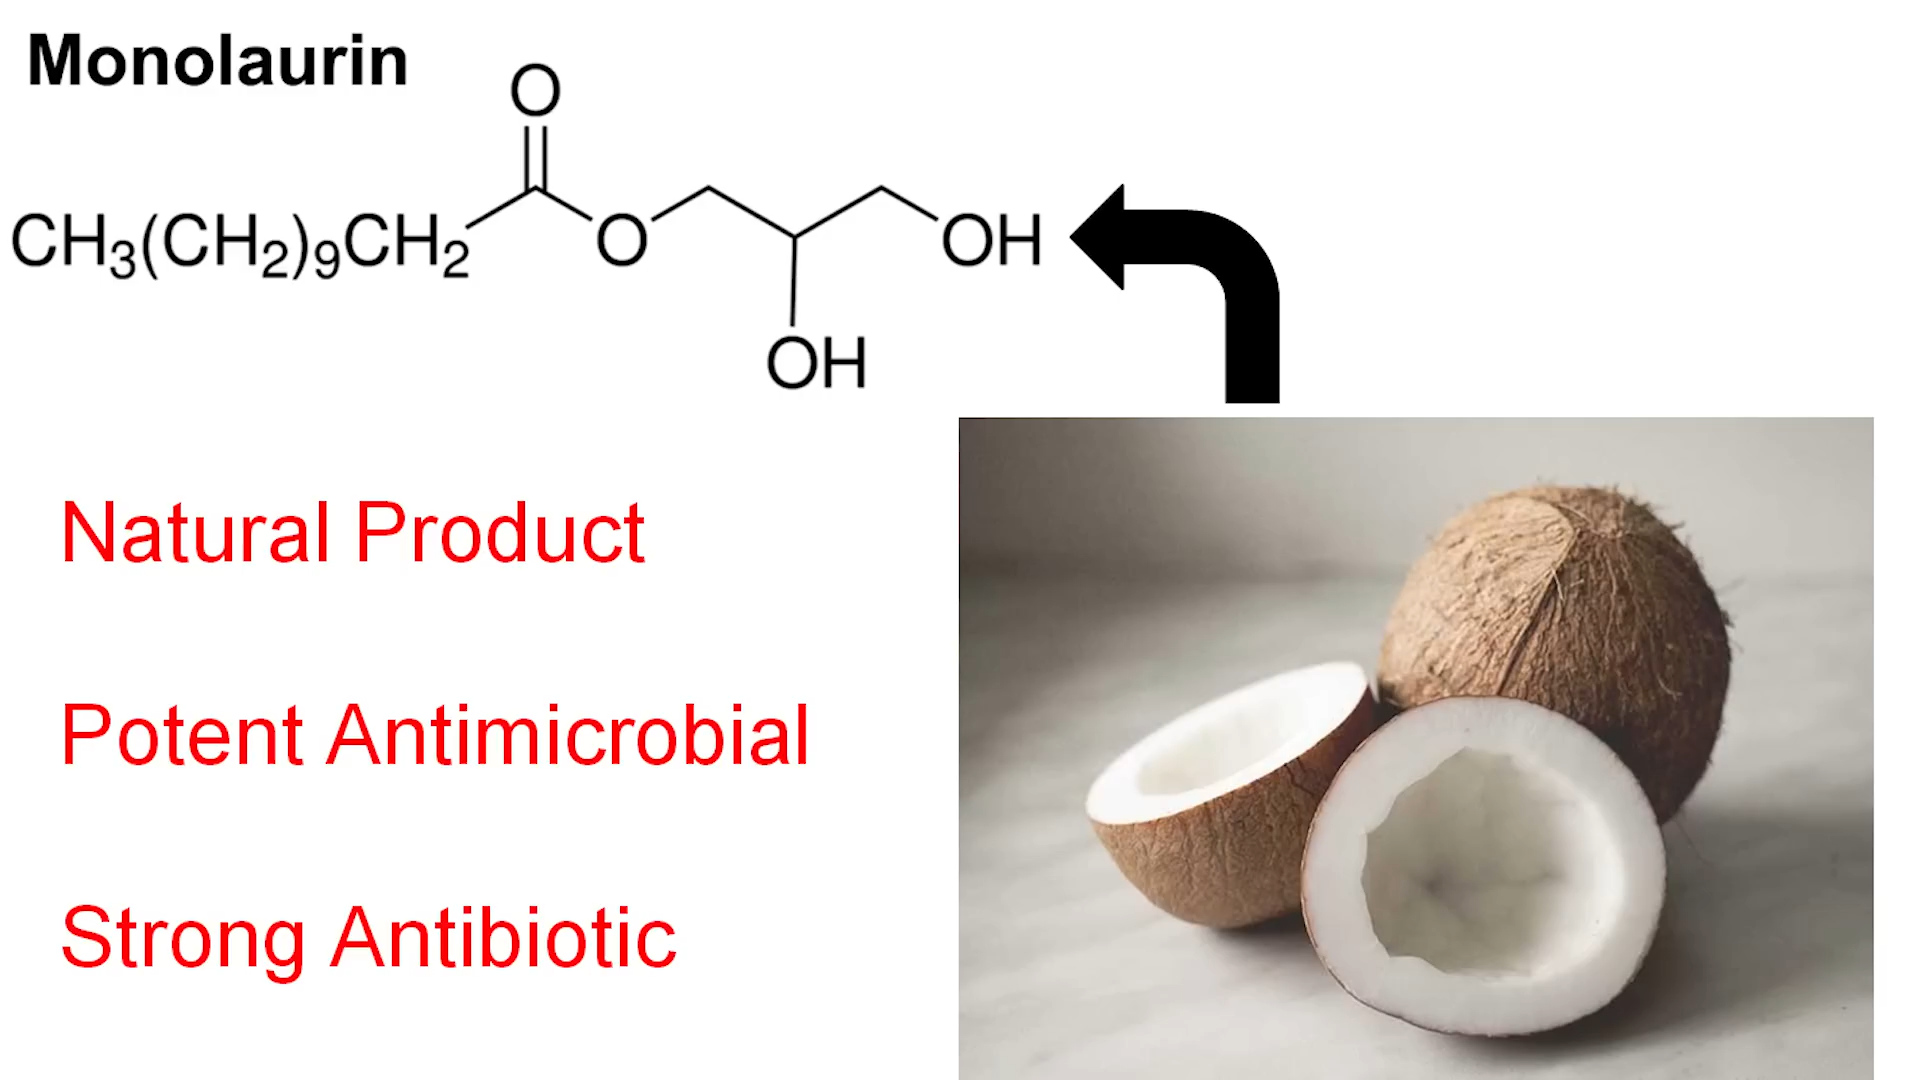 Monolaurin
O
CH₃(CH₂)₉CH₂ O OH
OH
Natural Product
Potent Antimicrobial
Strong Antibiotic